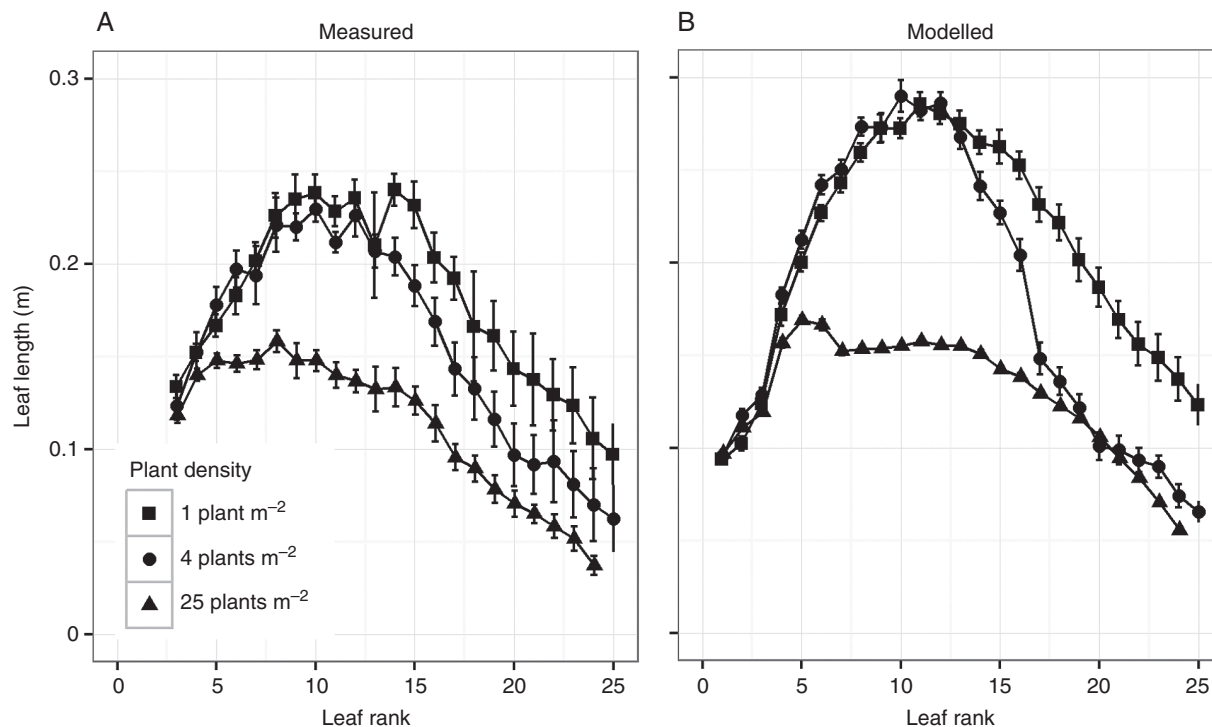 A
Measured
B
Modelled
0.3
0.2
0.1
0
Leaf length (m)
Plant density
1 plant m⁻²
4 plants m⁻²
25 plants m⁻²
0 5 10 15 20 25
0 5 10 15 20 25
Leaf rank
Leaf rank